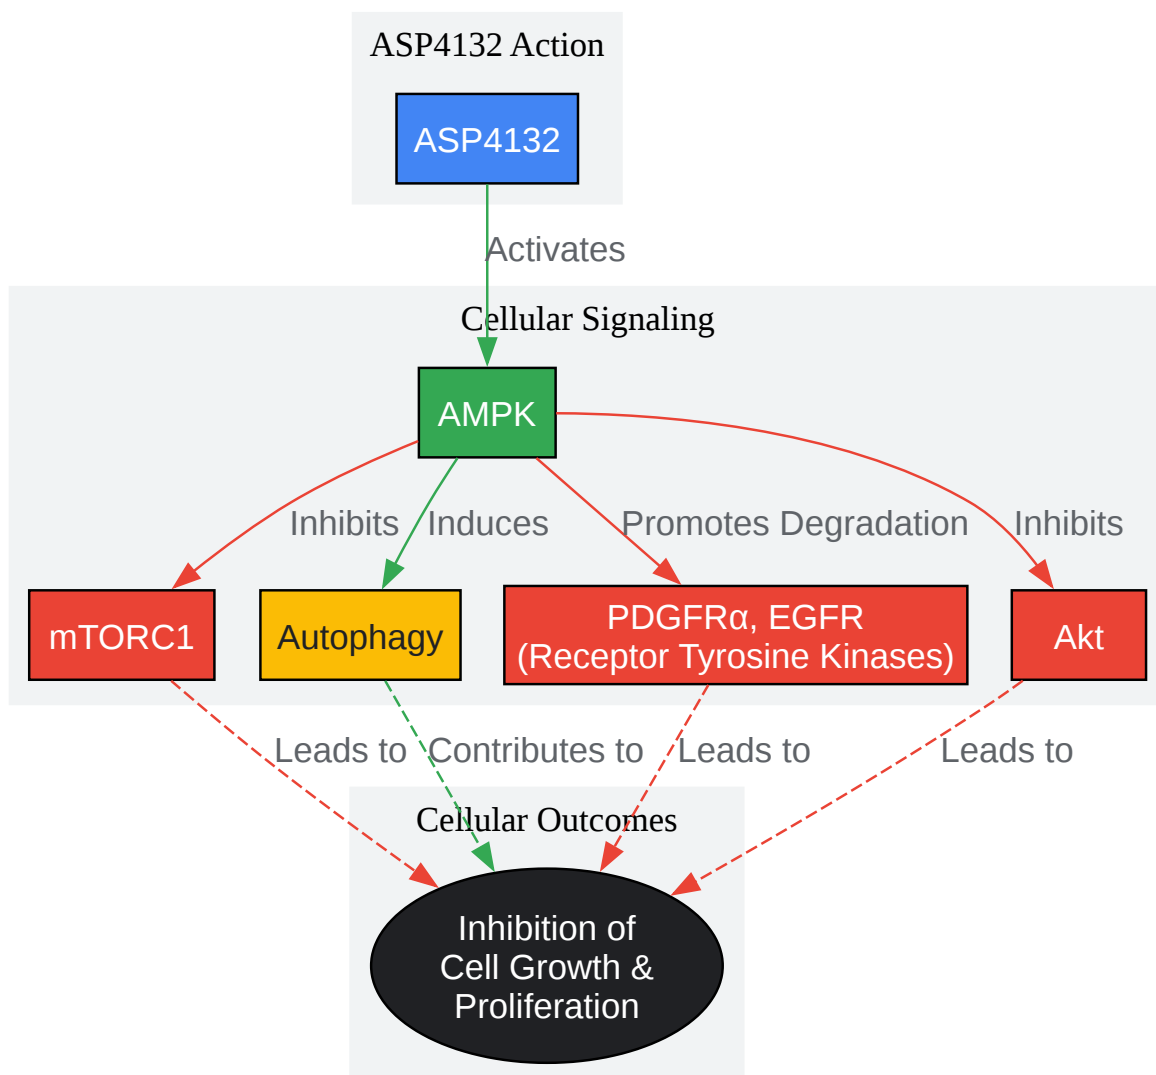 ASP4132 Action
ASP4132
Activates
Cellular Signaling
AMPK
Inhibits
Induces
Promotes Degradation
Inhibits
mTORC1
Autophagy
PDGFRα, EGFR
(Receptor Tyrosine Kinases)
Akt
Leads to
Contributes to
Leads to
Leads to
Cellular Outcomes
Inhibition of
Cell Growth &
Proliferation